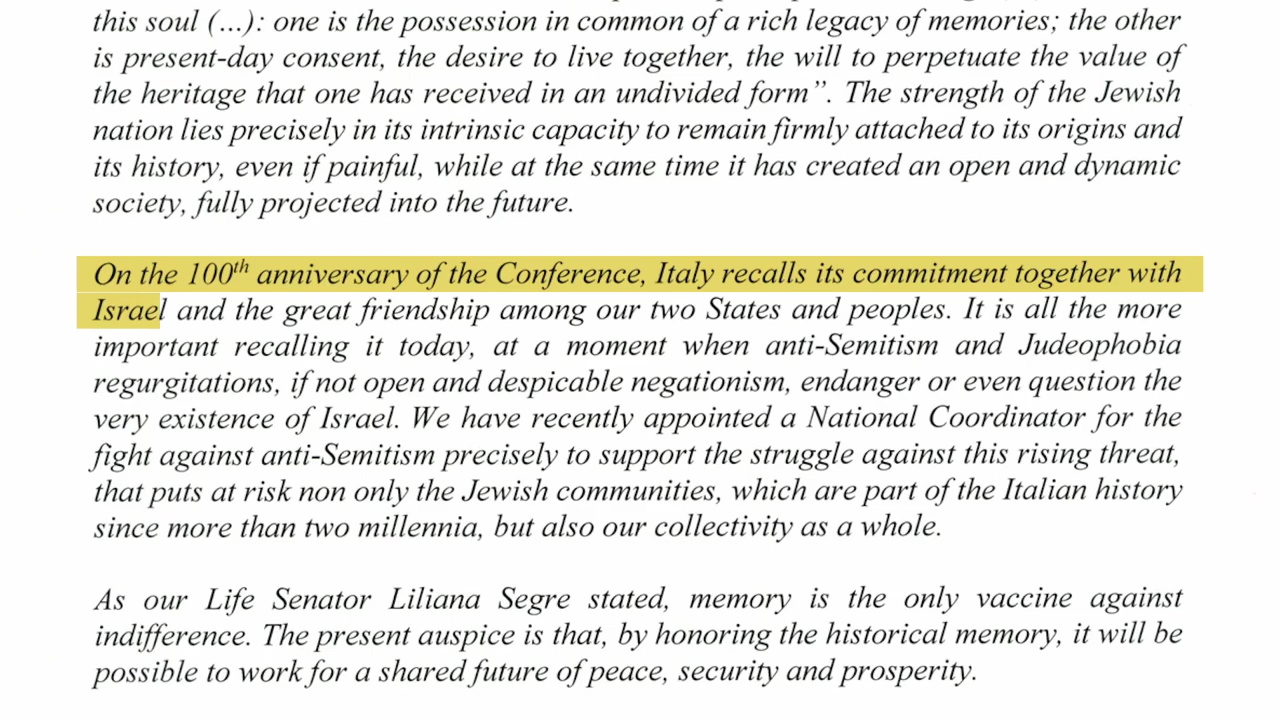 this soul (...): one is the possession in common of a rich legacy of memories; the other
is present-day consent, the desire to live together, the will to perpetuate the value of
the heritage that one has received in an undivided form”. The strength of the Jewish
nation lies precisely in its intrinsic capacity to remain firmly attached to its origins and
its history, even if painful, while at the same time it has created an open and dynamic
society, fully projected into the future.
On the 100th anniversary of the Conference, Italy recalls its commitment together with
Israel and the great friendship among our two States and peoples. It is all the more
important recalling it today, at a moment when anti-Semitism and Judeophobia
regurgitations, if not open and despicable negationism, endanger or even question the
very existence of Israel. We have recently appointed a National Coordinator for the
fight against anti-Semitism precisely to support the struggle against this rising threat,
that puts at risk non only the Jewish communities, which are part of the Italian history
since more than two millennia, but also our collectivity as a whole.
As our Life Senator Liliana Segre stated, memory is the only vaccine against
indifference. The present auspice is that, by honoring the historical memory, it will be
possible to work for a shared future of peace, security and prosperity.